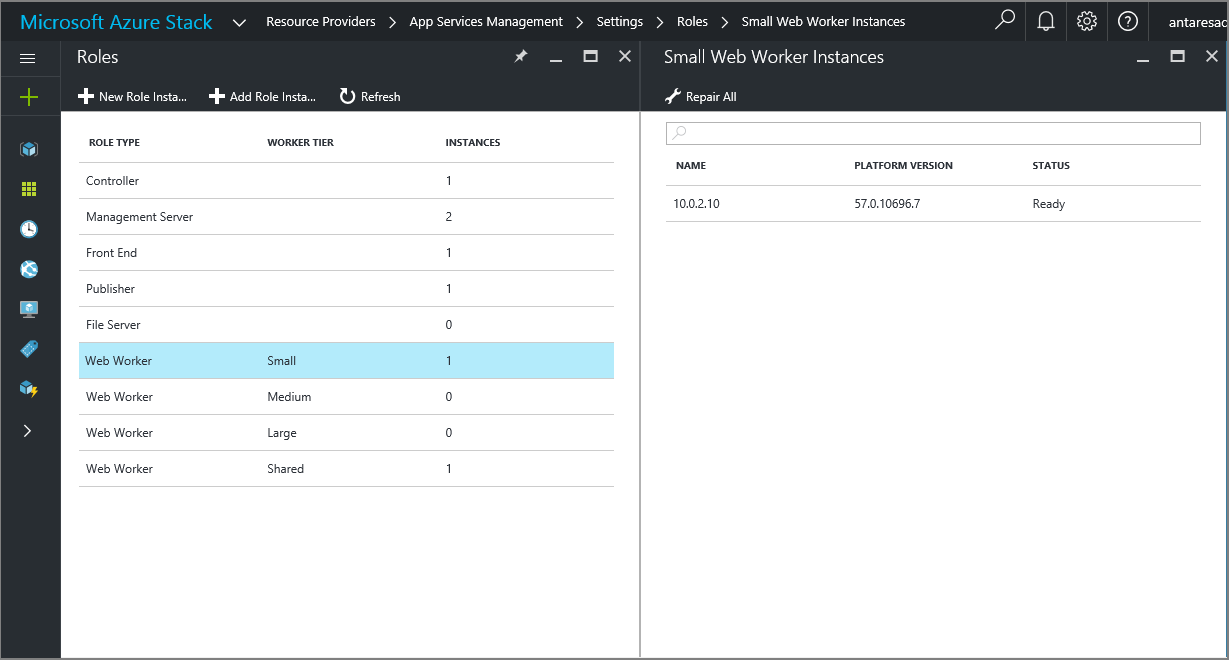 Microsoft Azure Stack Resource Providers App Services Management Settings Roles Small Web Worker Instances antaresad
Roles
New Role Insta... Add Role Insta... Refresh
ROLE TYPE WORKER TIER INSTANCES
Controller 1
Management Server 2
Front End 1
Publisher 1
File Server 0
Web Worker Small 1
Web Worker Medium 0
Web Worker Large 0
Web Worker Shared 1
Small Web Worker Instances
Repair All
NAME PLATFORM VERSION STATUS
10.0.2.10 57.0.10696.7 Ready